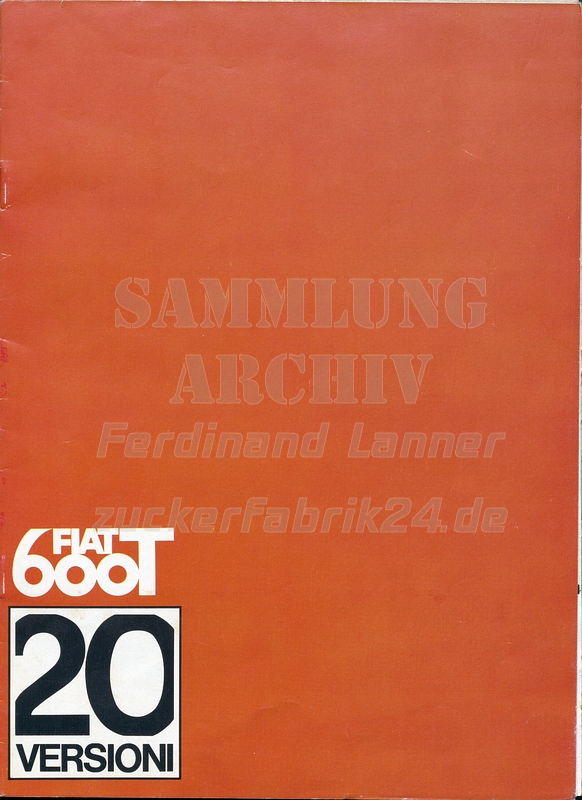 SAMMLUNG
ARCHIV
Ferdinand Lanner
zuckerfabrik24.de
FIAT
600T
20
VERSIONI